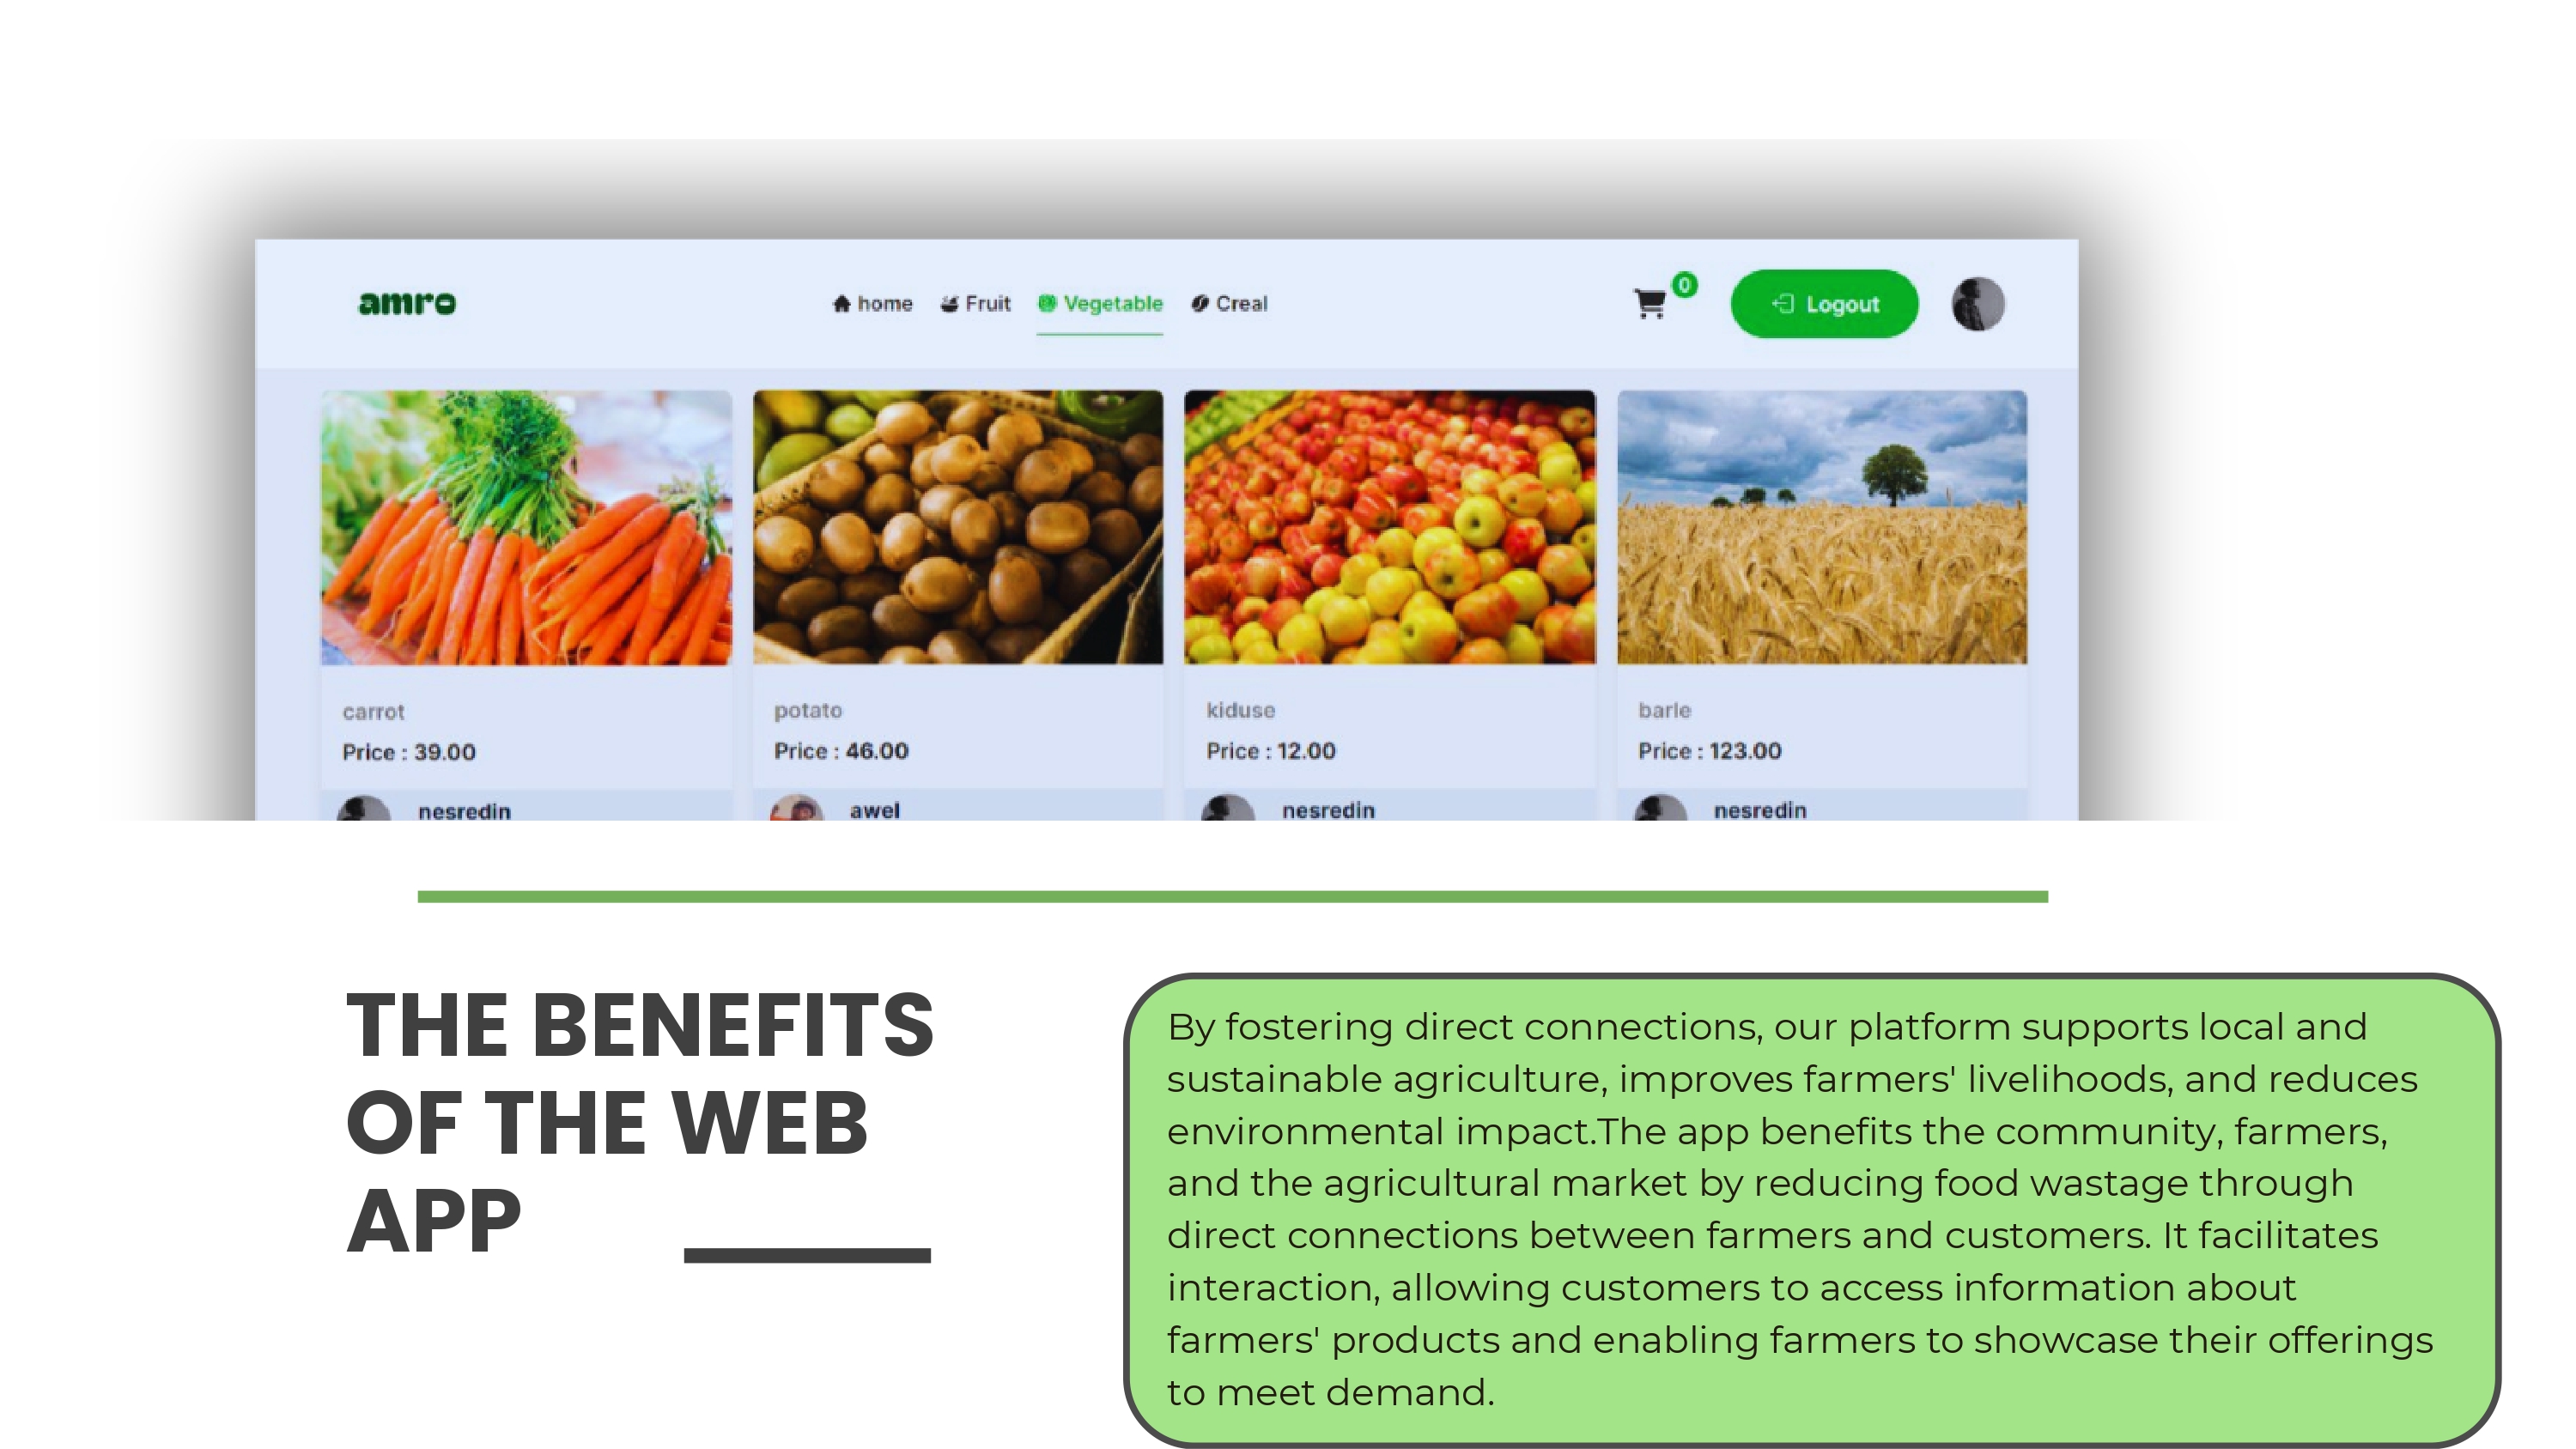 amro
home Fruit Vegetable Creal
0
Logout
carrot
Price : 39.00
nesredin
potato
Price : 46.00
awel
kiduse
Price : 12.00
nesredin
barle
Price : 123.00
nesredin
THE BENEFITS
OF THE WEB
APP
By fostering direct connections, our platform supports local and
sustainable agriculture, improves farmers' livelihoods, and reduces
environmental impact.The app benefits the community, farmers,
and the agricultural market by reducing food wastage through
direct connections between farmers and customers. It facilitates
interaction, allowing customers to access information about
farmers' products and enabling farmers to showcase their offerings
to meet demand.